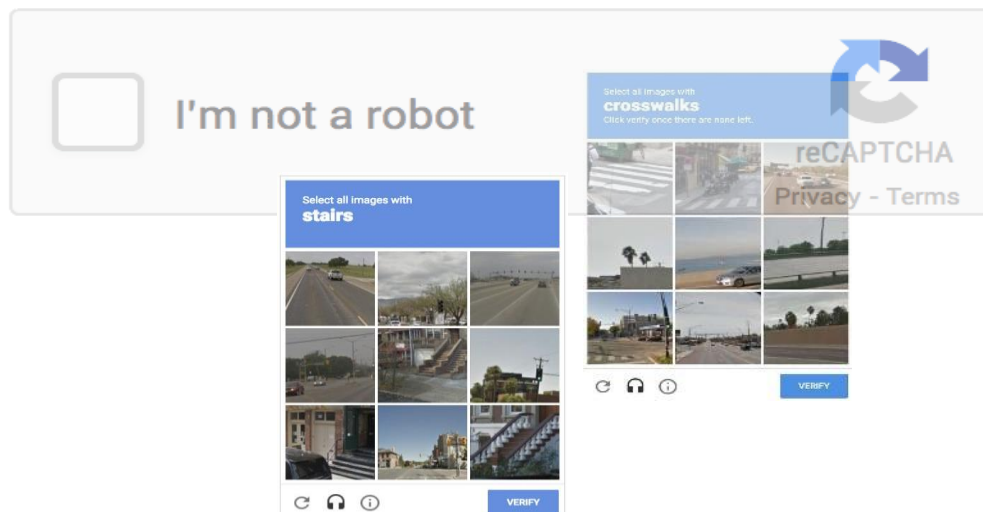 I'm not a robot
reCAPTCHA
Privacy - Terms
Select all images with
crosswalks
Click verify once there are none left.
VERIFY
Select all images with
stairs
VERIFY